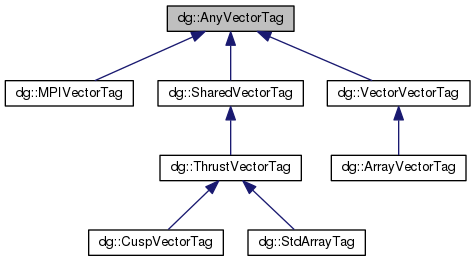 dg::AnyVectorTag
dg::MPIVectorTag
dg::SharedVectorTag
dg::VectorVectorTag
dg::ThrustVectorTag
dg::ArrayVectorTag
dg::CuspVectorTag
dg::StdArrayTag